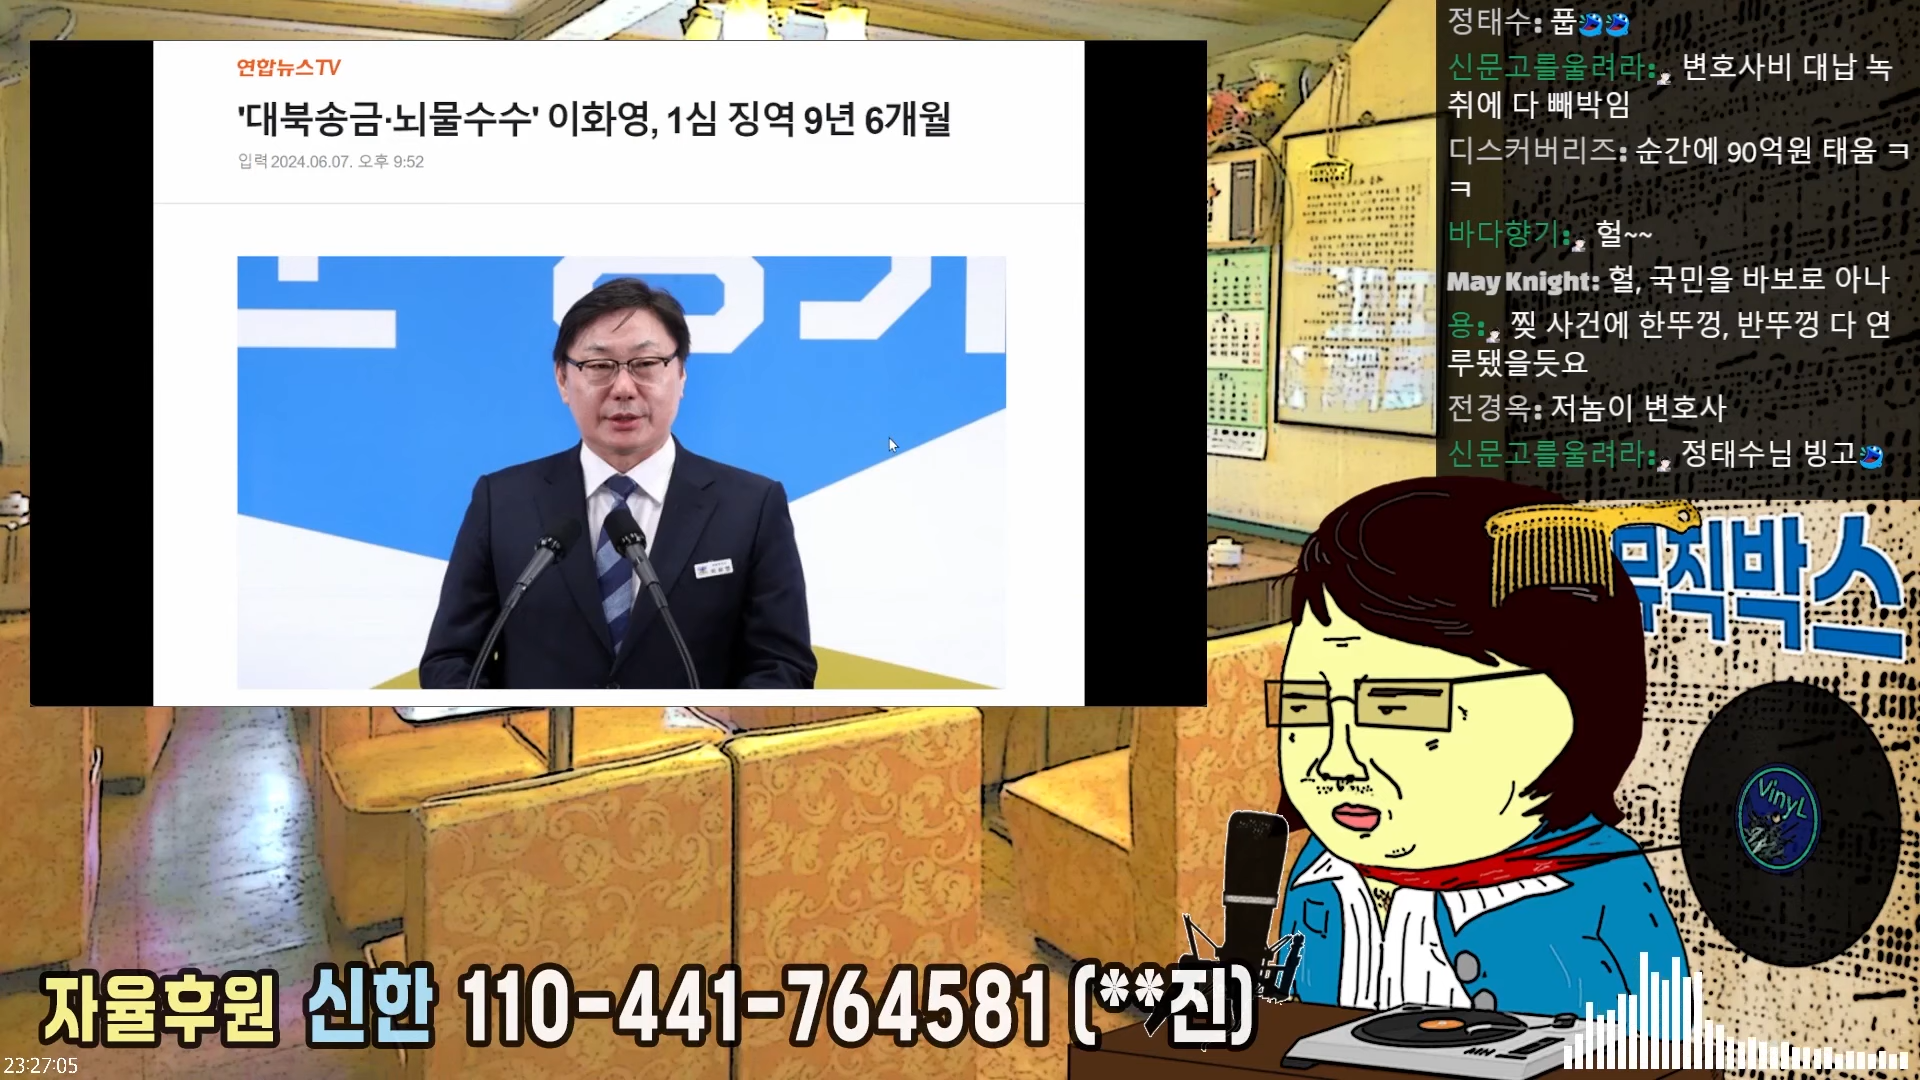 연합뉴스TV
'대북송금·뇌물수수' 이화영, 1심 징역 9년 6개월
입력 2024.06.07. 오후 9:52
정태수: 풉
신문고를울려라: 변호사비 대납 녹
취에 다 빼박임
디스커버리즈: 순간에 90억원 태움 ㅋ
ㅋ
바다향기: 헐~~
May Knight: 헐, 국민을 바보로 아나
용: 찢 사건에 한뚜껑, 반뚜껑 다 연
루됐을듯요
전경옥: 저놈이 변호사
신문고를울려라: 정태수님 빙고
뮤직박스
VinyL
자율후원 신한 110-441-764581 (**진)
23:27:05